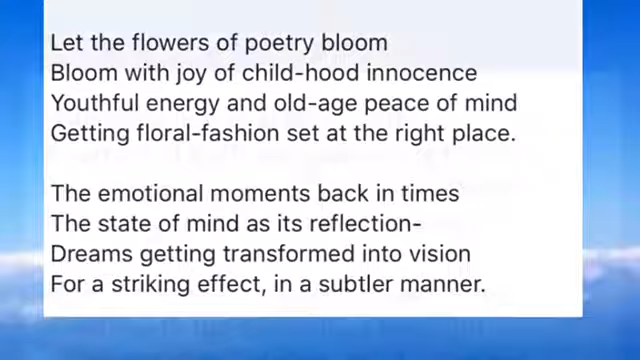 Let the flowers of poetry bloom
Bloom with joy of child-hood innocence
Youthful energy and old-age peace of mind
Getting floral-fashion set at the right place.

The emotional moments back in times
The state of mind as its reflection-
Dreams getting transformed into vision
For a striking effect, in a subtler manner.